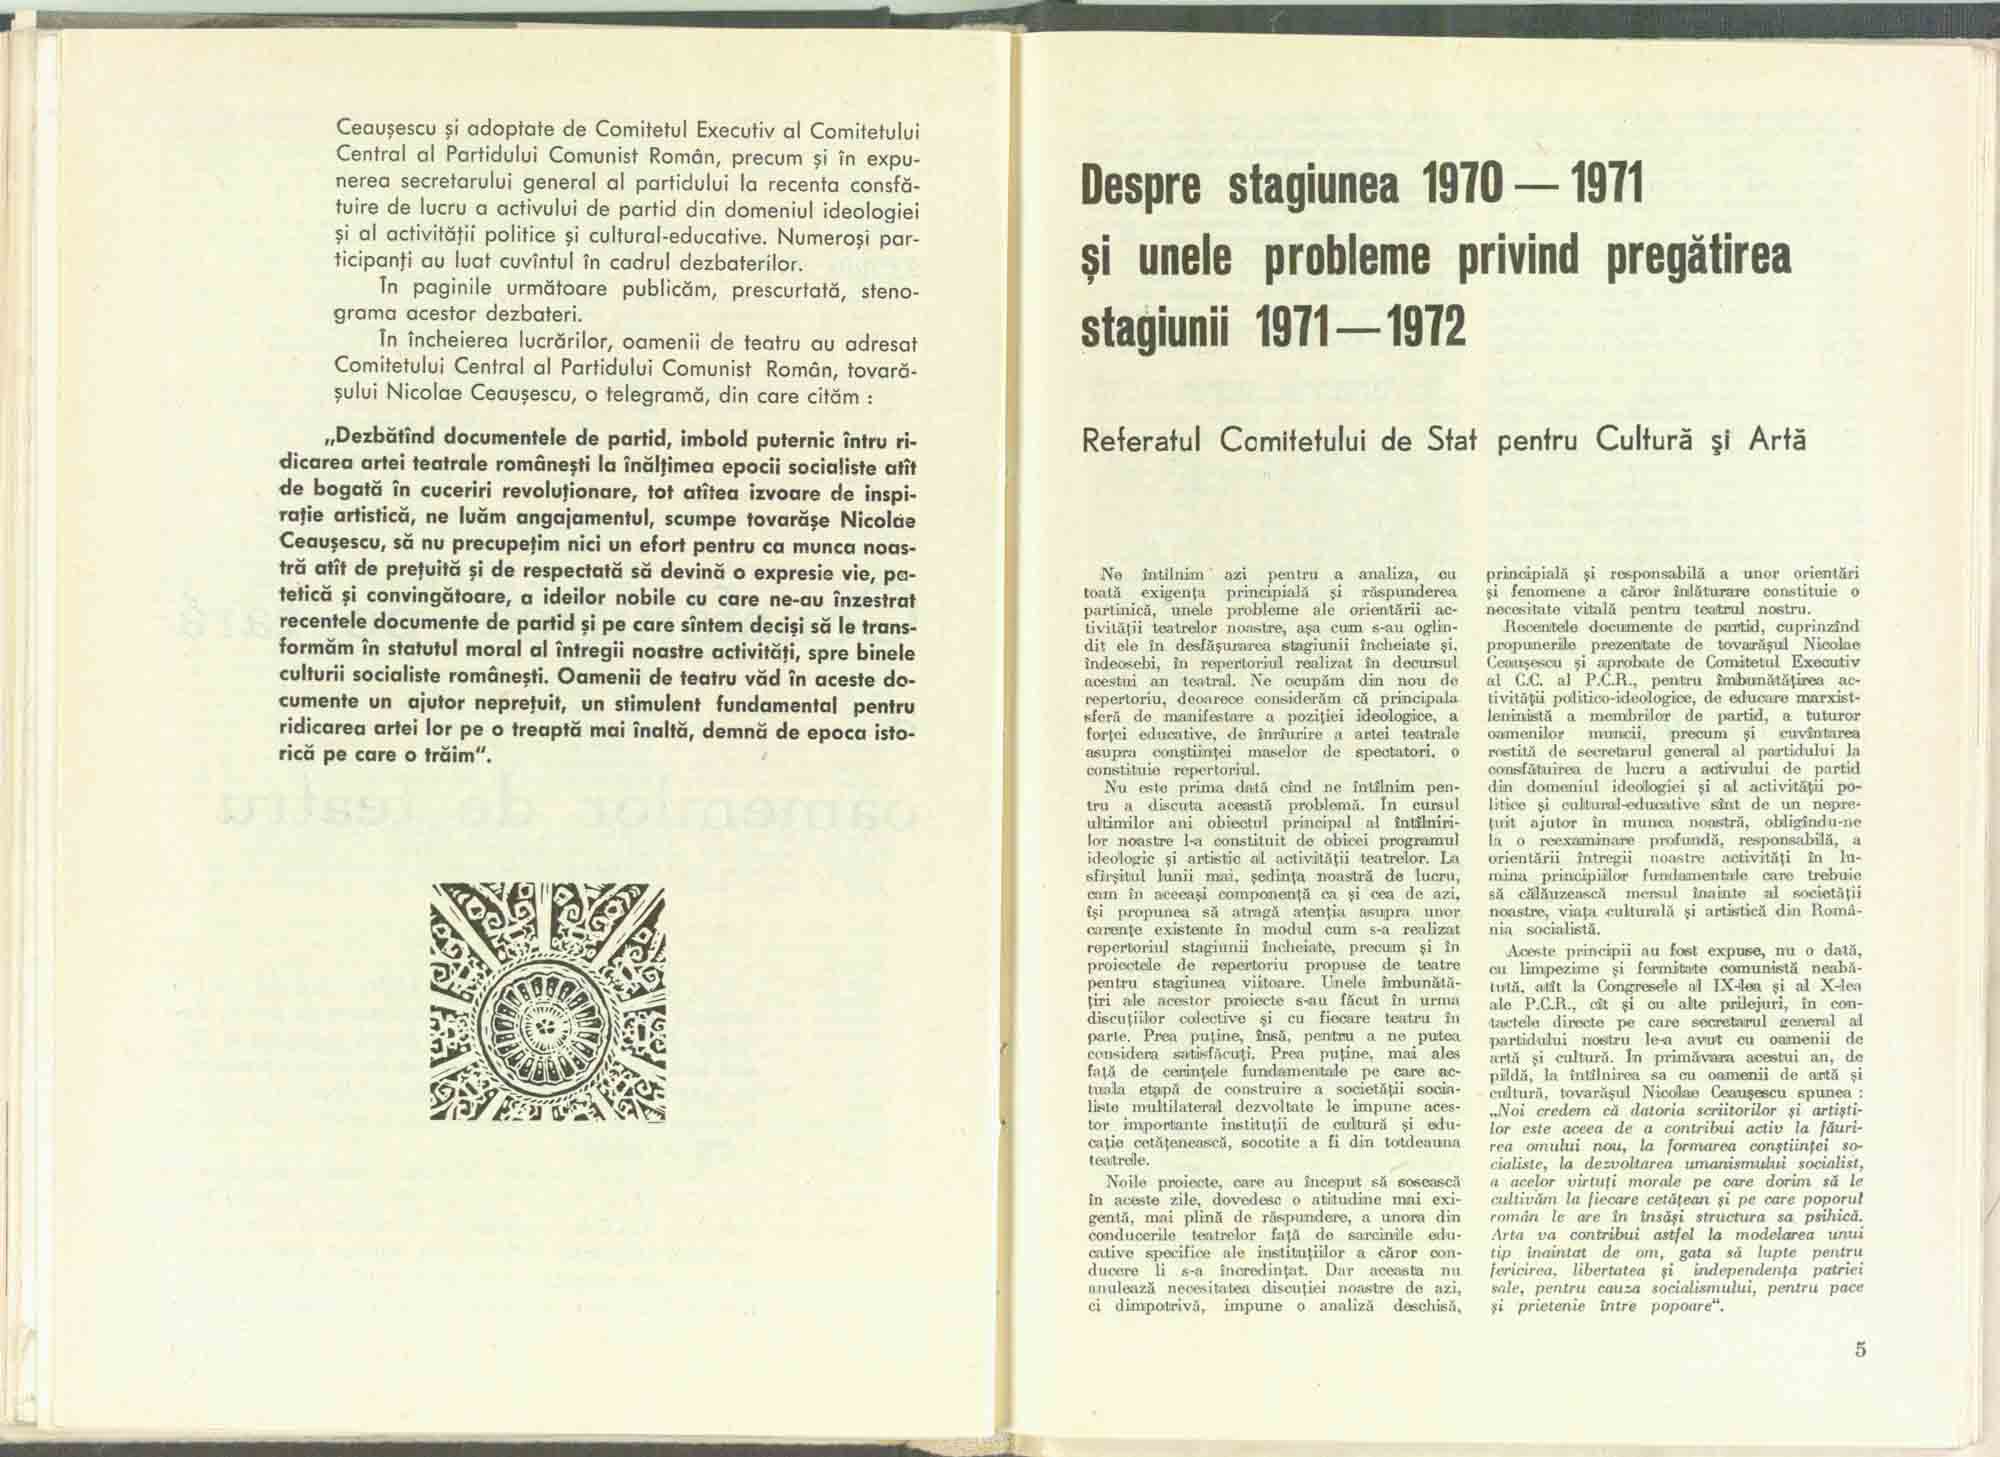 Ceaușescu și adoptate de Comitetul Executiv al Comitetului
Central al Partidului Comunist Român, precum și în expu-
nerea secretarului general al partidului la recenta consfă-
tuire de lucru a activului de partid din domeniul ideologiei
și al activității politice și cultural-educative. Numeroși par-
ticipanți au luat cuvîntul în cadrul dezbaterilor.
În paginile următoare publicăm, prescurtată, steno-
grama acestor dezbateri.
În încheierea lucrărilor, oamenii de teatru au adresat
Comitetului Central al Partidului Comunist Român, tovară-
șului Nicolae Ceaușescu, o telegramă, din care cităm :
„Dezbătînd documentele de partid, imbold puternic întru ri-
dicarea artei teatrale românești la înălțimea epocii socialiste atît
de bogată în cuceriri revoluționare, tot atîtea izvoare de inspi-
rație artistică, ne luăm angajamentul, scumpe tovarășe Nicolae
Ceaușescu, să nu precupețim nici un efort pentru ca munca noas-
tră atît de prețuită și de respectată să devină o expresie vie, pa-
tetică și convingătoare, a ideilor nobile cu care ne-au înzestrat
recentele documente de partid și pe care sîntem deciși să le trans-
formăm în statutul moral al întregii noastre activități, spre binele
culturii socialiste românești. Oamenii de teatru văd în aceste do-
cumente un ajutor neprețuit, un stimulent fundamental pentru
ridicarea artei lor pe o treaptă mai înaltă, demnă de epoca isto-
rică pe care o trăim“.
Despre stagiunea 1970 — 1971
și unele probleme privind pregătirea
stagiunii 1971 — 1972
Referatul Comitetului de Stat pentru Cultură și Artă
Ne întîlnim azi pentru a analiza, cu
toată exigența principială și răspunderea
partinică, unele probleme ale orientării ac-
tivității teatrelor noastre, așa cum s-au oglin-
dit ele în desfășurarea stagiunii încheiate și,
îndeosebi, în repertoriul realizat în decursul
acestui an teatral. Ne ocupăm din nou de
repertoriu, deoarece considerăm că principala
sferă de manifestare a poziției ideologice, a
forței educative, de înrîurire a artei teatrale
asupra conștiinței maselor de spectatori, o
constituie repertoriul.
Nu este prima dată cînd ne întîlnim pen-
tru a discuta această problemă. În cursul
ultimilor ani obiectul principal al întîlniri-
lor noastre l-a constituit de obicei programul
ideologic și artistic al activității teatrelor. La
sfîrșitul lunii mai, ședința noastră de lucru,
cam în aceeași componență ca și cea de azi,
își propunea să atragă atenția asupra unor
carențe existente în modul cum s-a realizat
repertoriul stagiunii încheiate, precum și în
proiectele de repertoriu propuse de teatre
pentru stagiunea viitoare. Unele îmbunătă-
țiri ale acestor proiecte s-au făcut în urma
discuțiilor colective și cu fiecare teatru în
parte. Prea puține, însă, pentru a ne putea
considera satisfăcuți. Prea puține, mai ales
față de cerințele fundamentale pe care ac-
tuala etapă de construire a societății socia-
liste multilateral dezvoltate le impune aces-
tor importante instituții de cultură și edu-
cație cetățenească, socotite a fi din totdeauna
teatrele.
Noile proiecte, care au început să sosească
în aceste zile, dovedesc o atitudine mai exi-
gentă, mai plină de răspundere, a unora din
conducerile teatrelor față de sarcinile edu-
cative specifice ale instituțiilor a căror con-
ducere li s-a încredințat. Dar aceasta nu
anulează necesitatea discuției noastre de azi,
ci dimpotrivă, impune o analiză deschisă,
principială și responsabilă a unor orientări
și fenomene a căror înlăturare constituie o
necesitate vitală pentru teatrul nostru.
Recentele documente de partid, cuprinzînd
propunerile prezentate de tovarășul Nicolae
Ceaușescu și aprobate de Comitetul Executiv
al C.C. al P.C.R., pentru îmbunătățirea ac-
tivității politico-ideologice, de educare marxist-
leninistă a membrilor de partid, a tuturor
oamenilor muncii, precum și cuvîntarea
rostită de secretarul general al partidului la
consfătuirea de lucru a activului de partid
din domeniul ideologiei și al activității po-
litice și cultural-educative sînt de un nepre-
țuit ajutor în munca noastră, obligîndu-ne
la o reexaminare profundă, responsabilă, a
orientării întregii noastre activități în lu-
mina principiilor fundamentale care trebuie
să călăuzească mersul înainte al societății
noastre, viața culturală și artistică din Româ-
nia socialistă.
Aceste principii au fost expuse, nu o dată,
cu limpezime și fermitate comunistă neabă-
tută, atît la Congresele al IX-lea și al X-lea
ale P.C.R., cît și cu alte prilejuri, în con-
tactele directe pe care secretarul general al
partidului nostru le-a avut cu oamenii de
artă și cultură. În primăvara acestui an, de
pildă, la întîlnirea sa cu oamenii de artă și
cultură, tovarășul Nicolae Ceaușescu spunea :
„Noi credem că datoria scriitorilor și artiști-
lor este aceea de a contribui activ la făuri-
rea omului nou, la formarea conștiinței so-
cialiste, la dezvoltarea umanismului socialist,
a acelor virtuți morale pe care dorim să le
cultivăm la fiecare cetățean și pe care poporul
român le are în însăși structura sa psihică.
Arta va contribui astfel la modelarea unui
tip înaintat de om, gata să lupte pentru
fericirea, libertatea și independența patriei
sale, pentru cauza socialismului, pentru pace
și prietenie între popoare“.
5